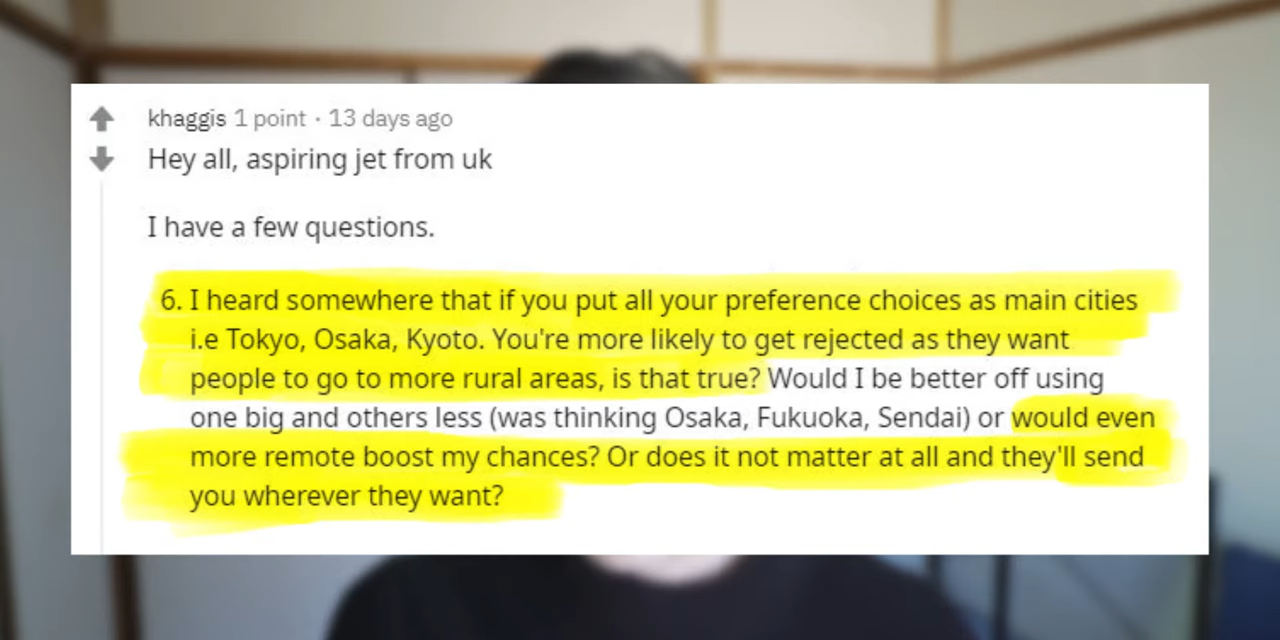 khaggis 1 point · 13 days ago
Hey all, aspiring jet from uk
I have a few questions.
6. I heard somewhere that if you put all your preference choices as main cities
i.e Tokyo, Osaka, Kyoto. You're more likely to get rejected as they want
people to go to more rural areas, is that true? Would I be better off using
one big and others less (was thinking Osaka, Fukuoka, Sendai) or would even
more remote boost my chances? Or does it not matter at all and they'll send
you wherever they want?